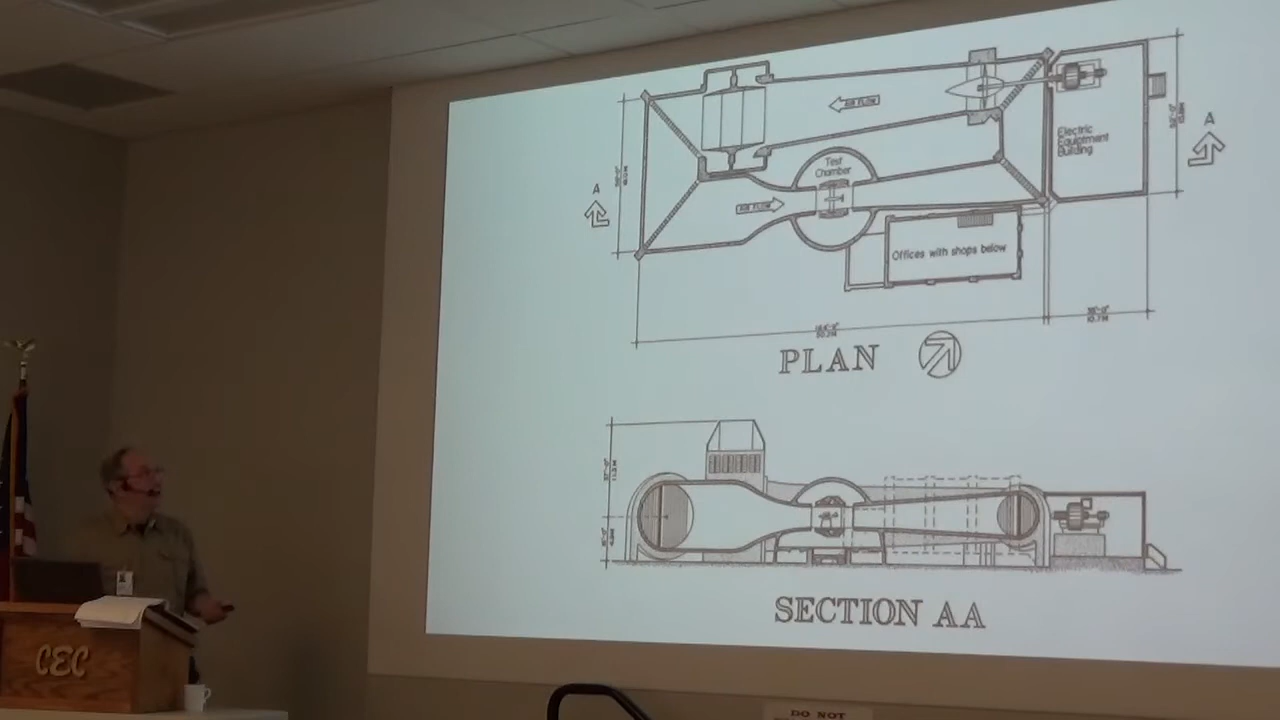 AIR FLOW
Electric
Equipment
Building
A
Test
Chamber
A
AIR FLOW
Offices with shops below
PLAN
SECTION AA
CEC
DO NOT